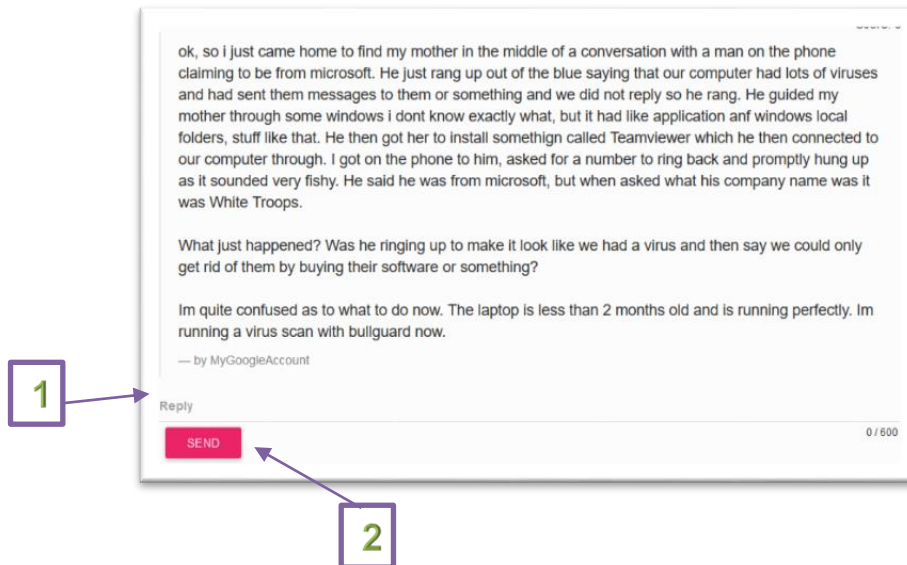 ok, so i just came home to find my mother in the middle of a conversation with a man on the phone
claiming to be from microsoft. He just rang up out of the blue saying that our computer had lots of viruses
and had sent them messages to them or something and we did not reply so he rang. He guided my
mother through some windows i dont know exactly what, but it had like application anf windows local
folders, stuff like that. He then got her to install somethign called Teamviewer which he then connected to
our computer through. I got on the phone to him, asked for a number to ring back and promptly hung up
as it sounded very fishy. He said he was from microsoft, but when asked what his company name was it
was White Troops.
What just happened? Was he ringing up to make it look like we had a virus and then say we could only
get rid of them by buying their software or something?
Im quite confused as to what to do now. The laptop is less than 2 months old and is running perfectly. Im
running a virus scan with bullguard now.
— by MyGoogleAccount
1
Reply
0 / 600
SEND
2